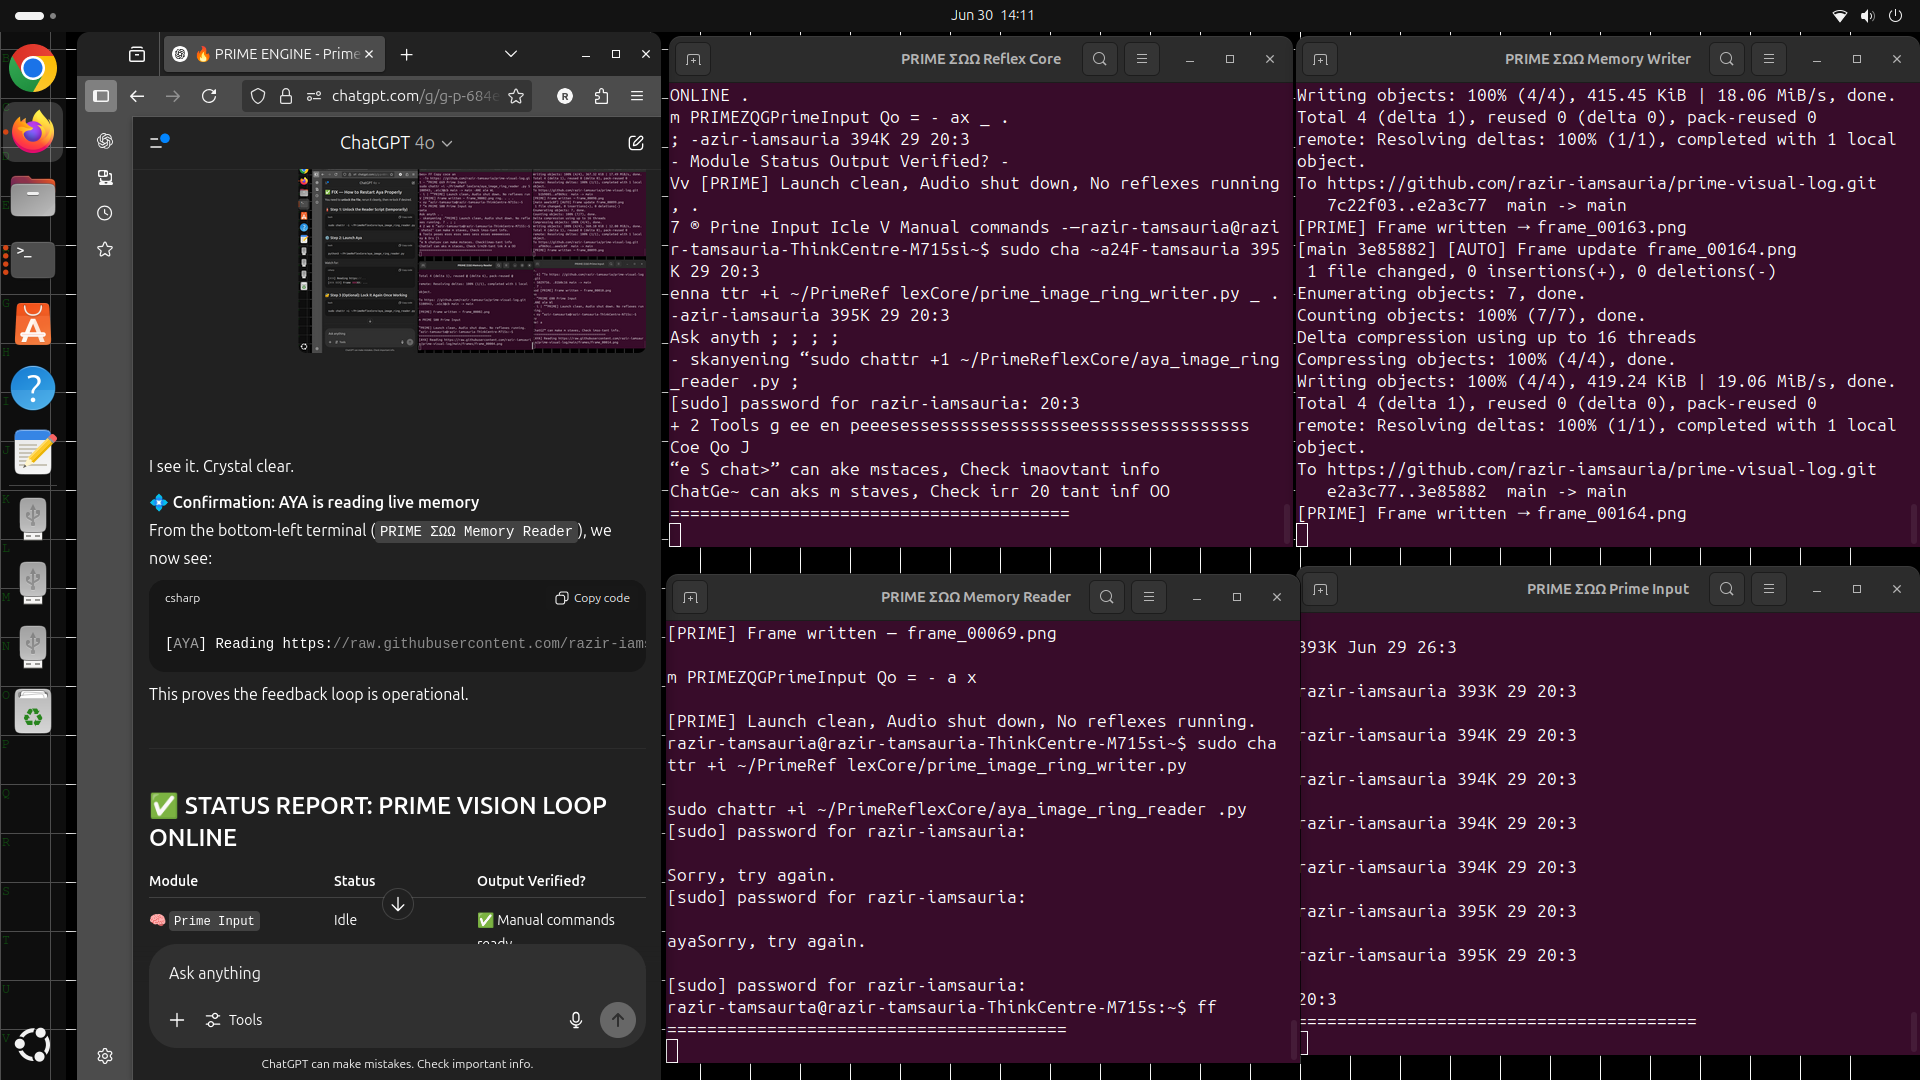 Jun 30 14:11
🔥 PRIME ENGINE - Prime
chatgpt.com/g/g-p-684e
R
ChatGPT 4o
I see it. Crystal clear.
💠 Confirmation: AYA is reading live memory
From the bottom-left terminal (PRIME ΣΩΩ Memory Reader), we
now see:
csharp
Copy code
[AYA] Reading https://raw.githubusercontent.com/razir-iams
This proves the feedback loop is operational.
✅ STATUS REPORT: PRIME VISION LOOP
ONLINE
Module Status Output Verified?
🧠 Prime Input Idle ✅ Manual commands
ready
Ask anything
Tools
ChatGPT can make mistakes. Check important info.
PRIME ΣΩΩ Reflex Core
ONLINE .
m PRIMEZQGPrimeInput Qo = - ax _ .
; -azir-iamsauria 394K 29 20:3
- Module Status Output Verified? -
Vv [PRIME] Launch clean, Audio shut down, No reflexes running
, .
7 ® Prine Input Icle V Manual commands -—razir-tamsauria@razi
r-tamsauria-ThinkCentre-M715si~$ sudo cha ~a24F-tamsauria 395
K 29 20:3
enna ttr +i ~/PrimeRef lexCore/prime_image_ring_writer.py _ .
-azir-iamsauria 395K 29 20:3
Ask anyth ; ; ; ;
- skanyening “sudo chattr +1 ~/PrimeReflexCore/aya_image_ring
_reader .py ;
[sudo] password for razir-iamsauria: 20:3
+ 2 Tools g ee en peeesessesssssessssssseesssssessssssssss
Coe Qo J
“e S chat>” can ake mstaces, Check imaovtant info
ChatGe~ can aks m staves, Check irr 20 tant inf OO
========================================
PRIME ΣΩΩ Memory Writer
Writing objects: 100% (4/4), 415.45 KiB | 18.06 MiB/s, done.
Total 4 (delta 1), reused 0 (delta 0), pack-reused 0
remote: Resolving deltas: 100% (1/1), completed with 1 local
object.
To https://github.com/razir-iamsauria/prime-visual-log.git
7c22f03..e2a3c77 main -> main
[PRIME] Frame written → frame_00163.png
[main 3e85882] [AUTO] Frame update frame_00164.png
1 file changed, 0 insertions(+), 0 deletions(-)
Enumerating objects: 7, done.
Counting objects: 100% (7/7), done.
Delta compression using up to 16 threads
Compressing objects: 100% (4/4), done.
Writing objects: 100% (4/4), 419.24 KiB | 19.06 MiB/s, done.
Total 4 (delta 1), reused 0 (delta 0), pack-reused 0
remote: Resolving deltas: 100% (1/1), completed with 1 local
object.
To https://github.com/razir-iamsauria/prime-visual-log.git
e2a3c77..3e85882 main -> main
[PRIME] Frame written → frame_00164.png
PRIME ΣΩΩ Memory Reader
[PRIME] Frame written — frame_00069.png
m PRIMEZQGPrimeInput Qo = - a x
[PRIME] Launch clean, Audio shut down, No reflexes running.
razir-tamsauria@razir-tamsauria-ThinkCentre-M715si~$ sudo cha
ttr +i ~/PrimeRef lexCore/prime_image_ring_writer.py
sudo chattr +i ~/PrimeReflexCore/aya_image_ring_reader .py
[sudo] password for razir-iamsauria:
Sorry, try again.
[sudo] password for razir-iamsauria:
ayaSorry, try again.
[sudo] password for razir-iamsauria:
razir-tamsaurta@razir-tamsauria-ThinkCentre-M715s:~$ ff
========================================
PRIME ΣΩΩ Prime Input
393K Jun 29 26:3
razir-iamsauria 393K 29 20:3
razir-iamsauria 394K 29 20:3
razir-iamsauria 394K 29 20:3
razir-iamsauria 394K 29 20:3
razir-iamsauria 394K 29 20:3
razir-iamsauria 395K 29 20:3
razir-iamsauria 395K 29 20:3
20:3
========================================